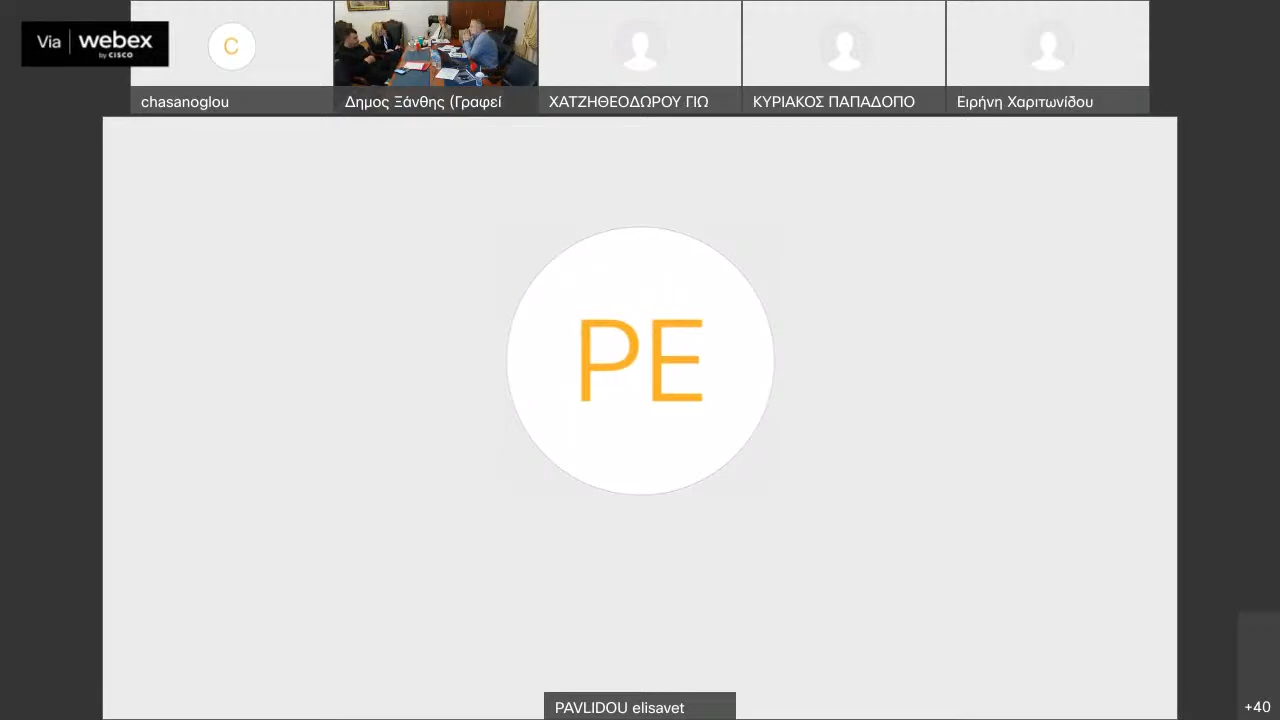 Via webex
by CISCO
C
chasanoglou
Δημος Ξάνθης (Γραφεί
ΧΑΤΖΗΘΕΟΔΩΡΟΥ ΓΙΩ
ΚΥΡΙΑΚΟΣ ΠΑΠΑΔΟΠΟ
Ειρήνη Χαριτωνίδου
PE
PAVLIDOU elisavet
+40